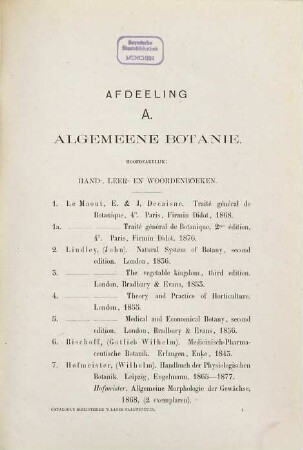 Bayerische
Staatsbibliothek
MÜNCHEN
AFDEELING
A.
ALGEMEENE BOTANIE.
HOOFDZAKELIJK:
HAND-, LEER- EN WOORDENBOEKEN.
1. Le Maout, E. & J. Decaisne. Traité général de
Botanique, 4°. Paris, Firmin Didot, 1868.
1a. Traité général de Botanique, 2me édition,
4°. Paris, Firmin Didot, 1876.
2. Lindley, (John). Natural System of Botany, second
edition. London, 1836.
3. The vegetable kingdom, third edition.
London, Bradbury & Evans, 1853.
4. Theory and Practice of Horticulture.
London, 1855.
5. Medical and Economical Botany, second
edition. London, Bradbury & Evans, 1856.
6. Bischoff, (Gottlieb Wilhelm). Medicinisch-Pharma-
ceutische Botanik. Erlangen, Enke, 1845.
7. Hofmeister, (Wilhelm). Handbuch der Physiologischen
Botanik. Leipzig, Engelmann, 1865—1877.
Hofmeister. Allgemeine Morphologie der Gewächse,
1868, (2 exemplaren).
CATALOGUS BIBLIOTHEEK 'S LANDS PLANTENTUIN. 1